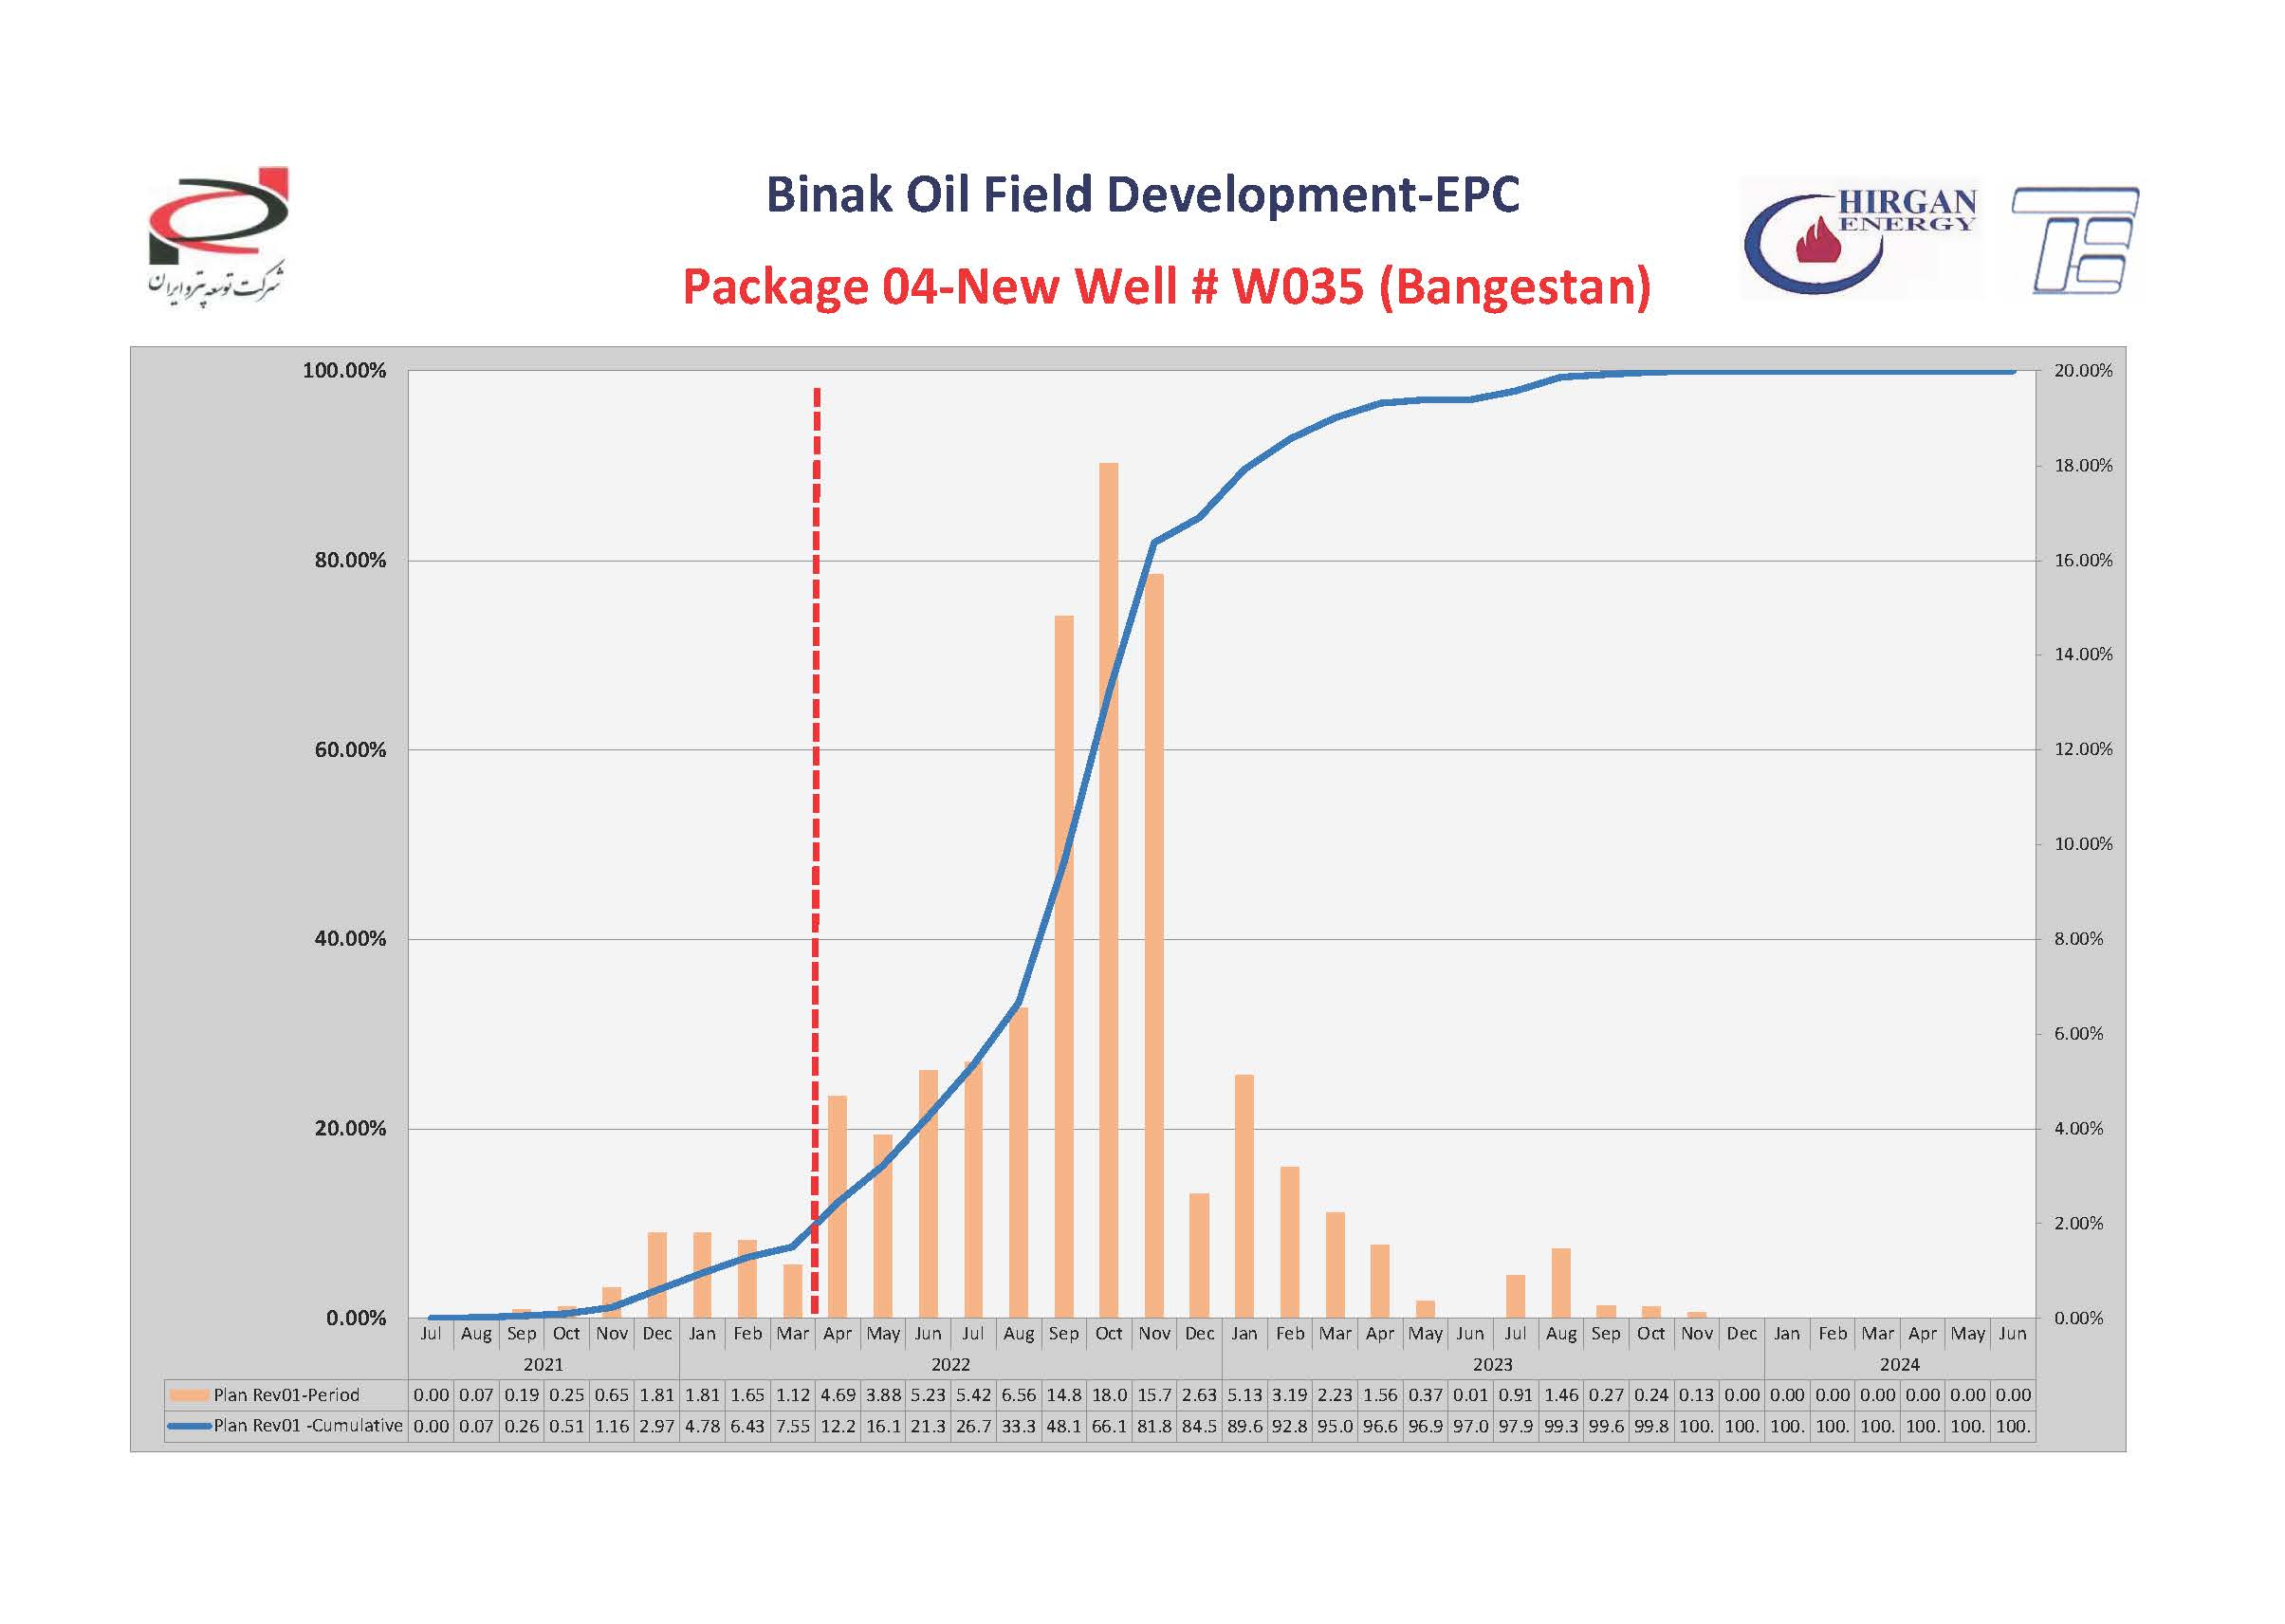 Binak Oil Field Development-EPC
Package 04-New Well # W035 (Bangestan)
شرکت توسعه پتروایران
HIRGAN
ENERGY
100.00%
80.00%
60.00%
40.00%
20.00%
0.00%
20.00%
18.00%
16.00%
14.00%
12.00%
10.00%
8.00%
6.00%
4.00%
2.00%
0.00%
Jul Aug Sep Oct Nov Dec Jan Feb Mar Apr May Jun Jul Aug Sep Oct Nov Dec Jan Feb Mar Apr May Jun Jul Aug Sep Oct Nov Dec Jan Feb Mar Apr May Jun
2021 2022 2023 2024
Plan Rev01-Period 0.00 0.07 0.19 0.25 0.65 1.81 1.81 1.65 1.12 4.69 3.88 5.23 5.42 6.56 14.8 18.0 15.7 2.63 5.13 3.19 2.23 1.56 0.37 0.01 0.91 1.46 0.27 0.24 0.13 0.00 0.00 0.00 0.00 0.00 0.00 0.00
Plan Rev01 -Cumulative 0.00 0.07 0.26 0.51 1.16 2.97 4.78 6.43 7.55 12.2 16.1 21.3 26.7 33.3 48.1 66.1 81.8 84.5 89.6 92.8 95.0 96.6 96.9 97.0 97.9 99.3 99.6 99.8 100. 100. 100. 100. 100. 100. 100. 100.